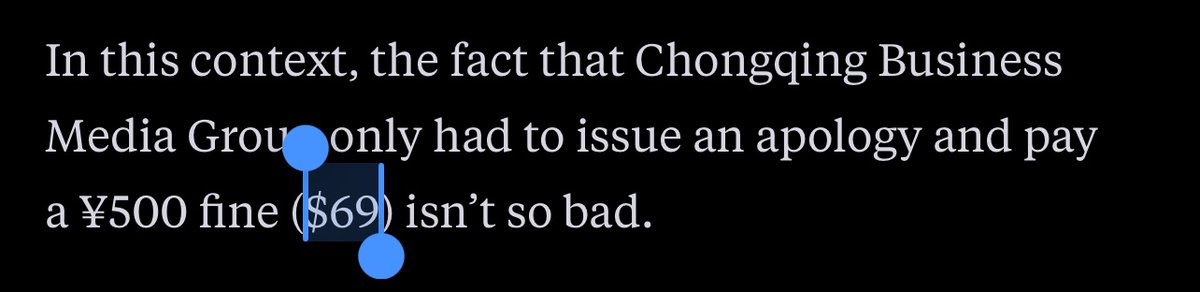 In this context, the fact that Chongqing Business
Media Group only had to issue an apology and pay
a ¥500 fine ($69) isn’t so bad.